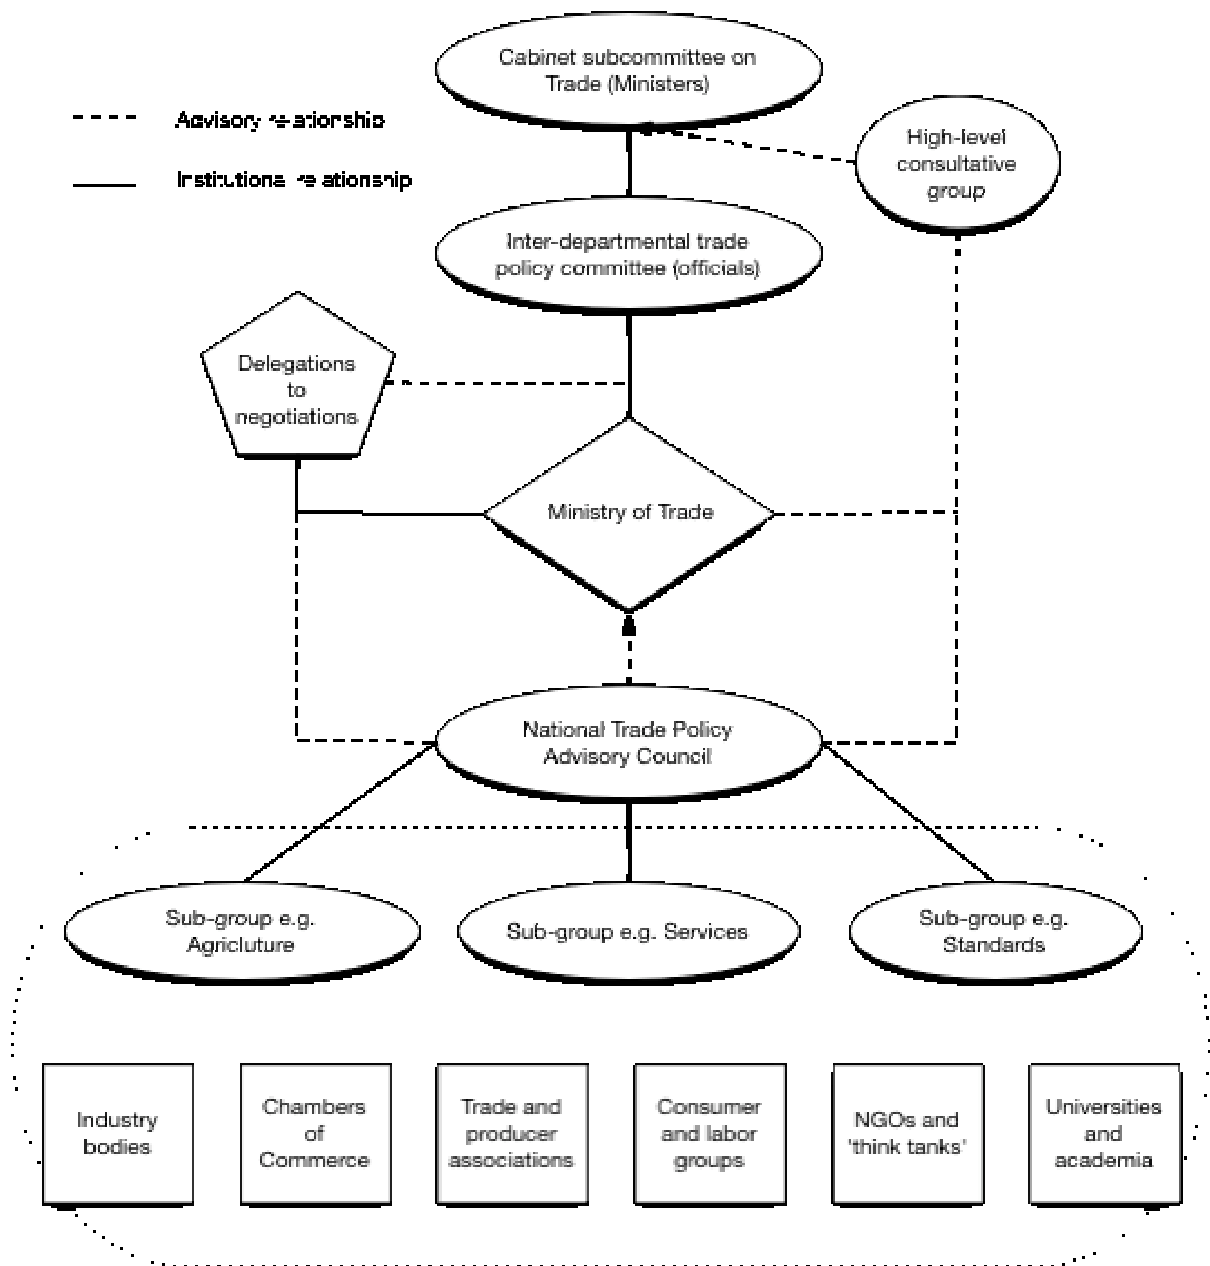 Cabinet subcommittee on
Trade (Ministers)
Advisory relationship
High-level
consultative
group
Institutional relationship
Inter-departmental trade
policy committee (officials)
Delegations
to
negotiations
Ministry of Trade
National Trade Policy
Advisory Council
Sub-group e.g.
Agricluture
Sub-group e.g. Services
Sub-group e.g.
Standards
Industry
bodies
Chambers
of
Commerce
Trade and
producer
associations
Consumer
and labor
groups
NGOs and
'think tanks'
Universities
and
academia